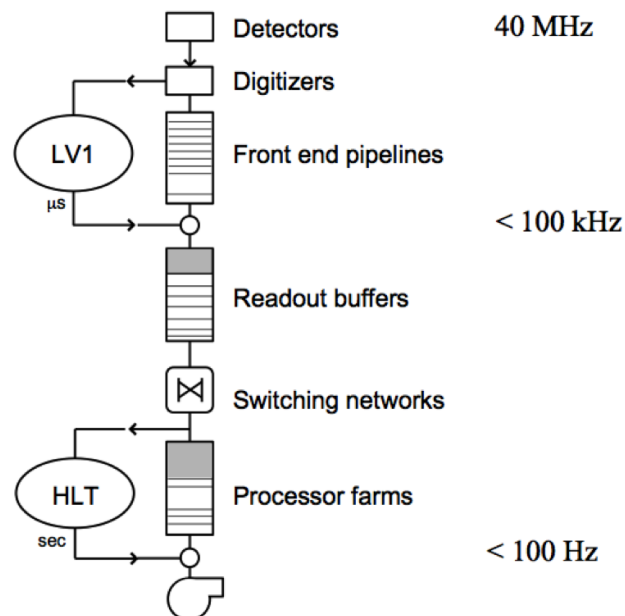 Detectors 40 MHz
Digitizers
LV1
Front end pipelines
μs
< 100 kHz
Readout buffers
Switching networks
HLT
Processor farms
sec
< 100 Hz